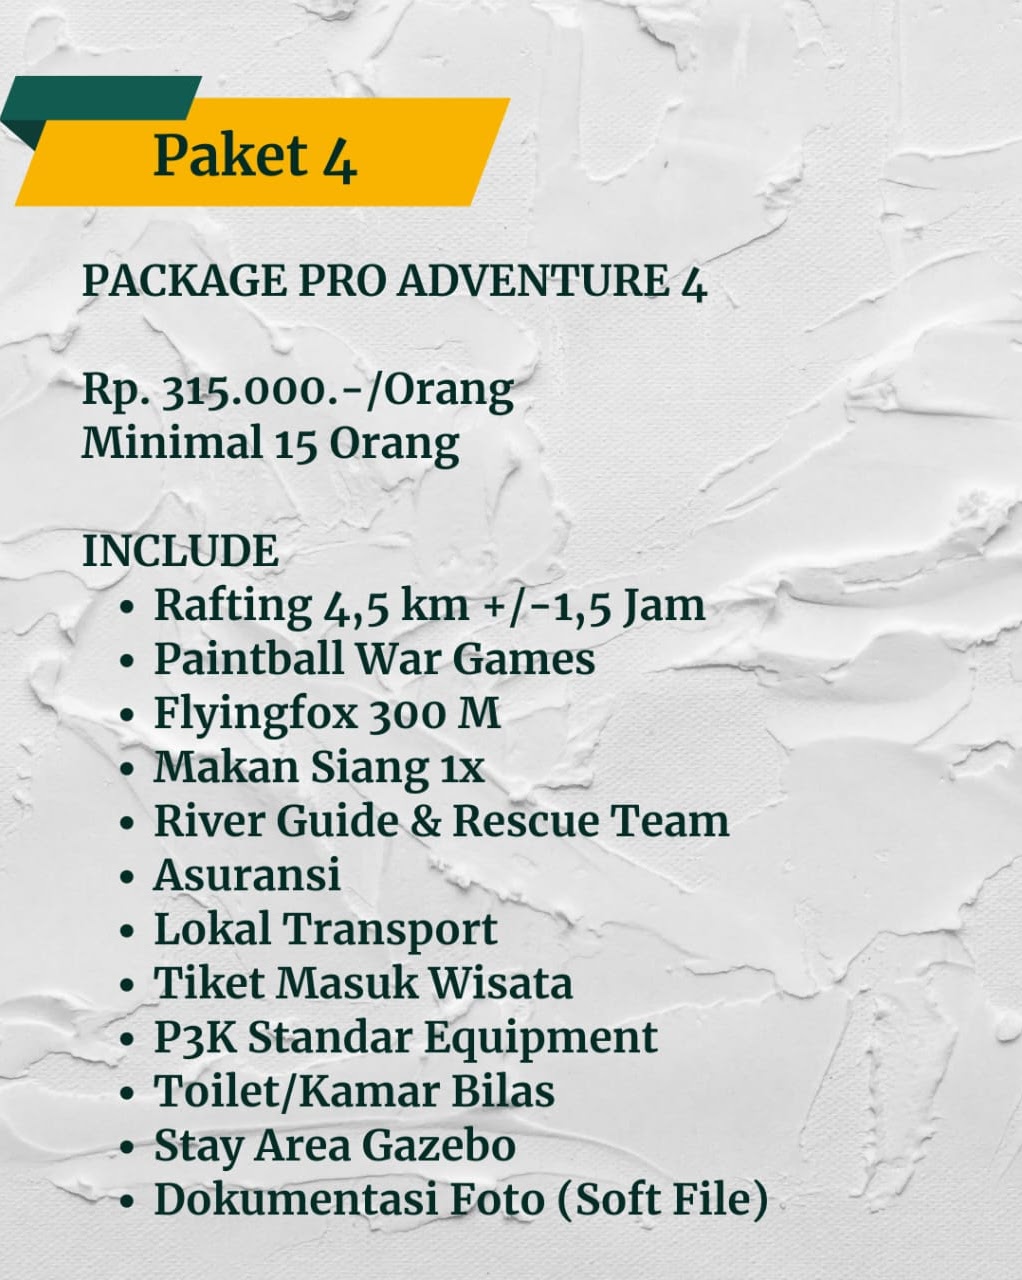 Paket 4
PACKAGE PRO ADVENTURE 4
Rp. 315.000.-/Orang
Minimal 15 Orang
INCLUDE
• Rafting 4,5 km +/-1,5 Jam
• Paintball War Games
• Flyingfox 300 M
• Makan Siang 1x
• River Guide & Rescue Team
• Asuransi
• Lokal Transport
• Tiket Masuk Wisata
• P3K Standar Equipment
• Toilet/Kamar Bilas
• Stay Area Gazebo
• Dokumentasi Foto (Soft File)